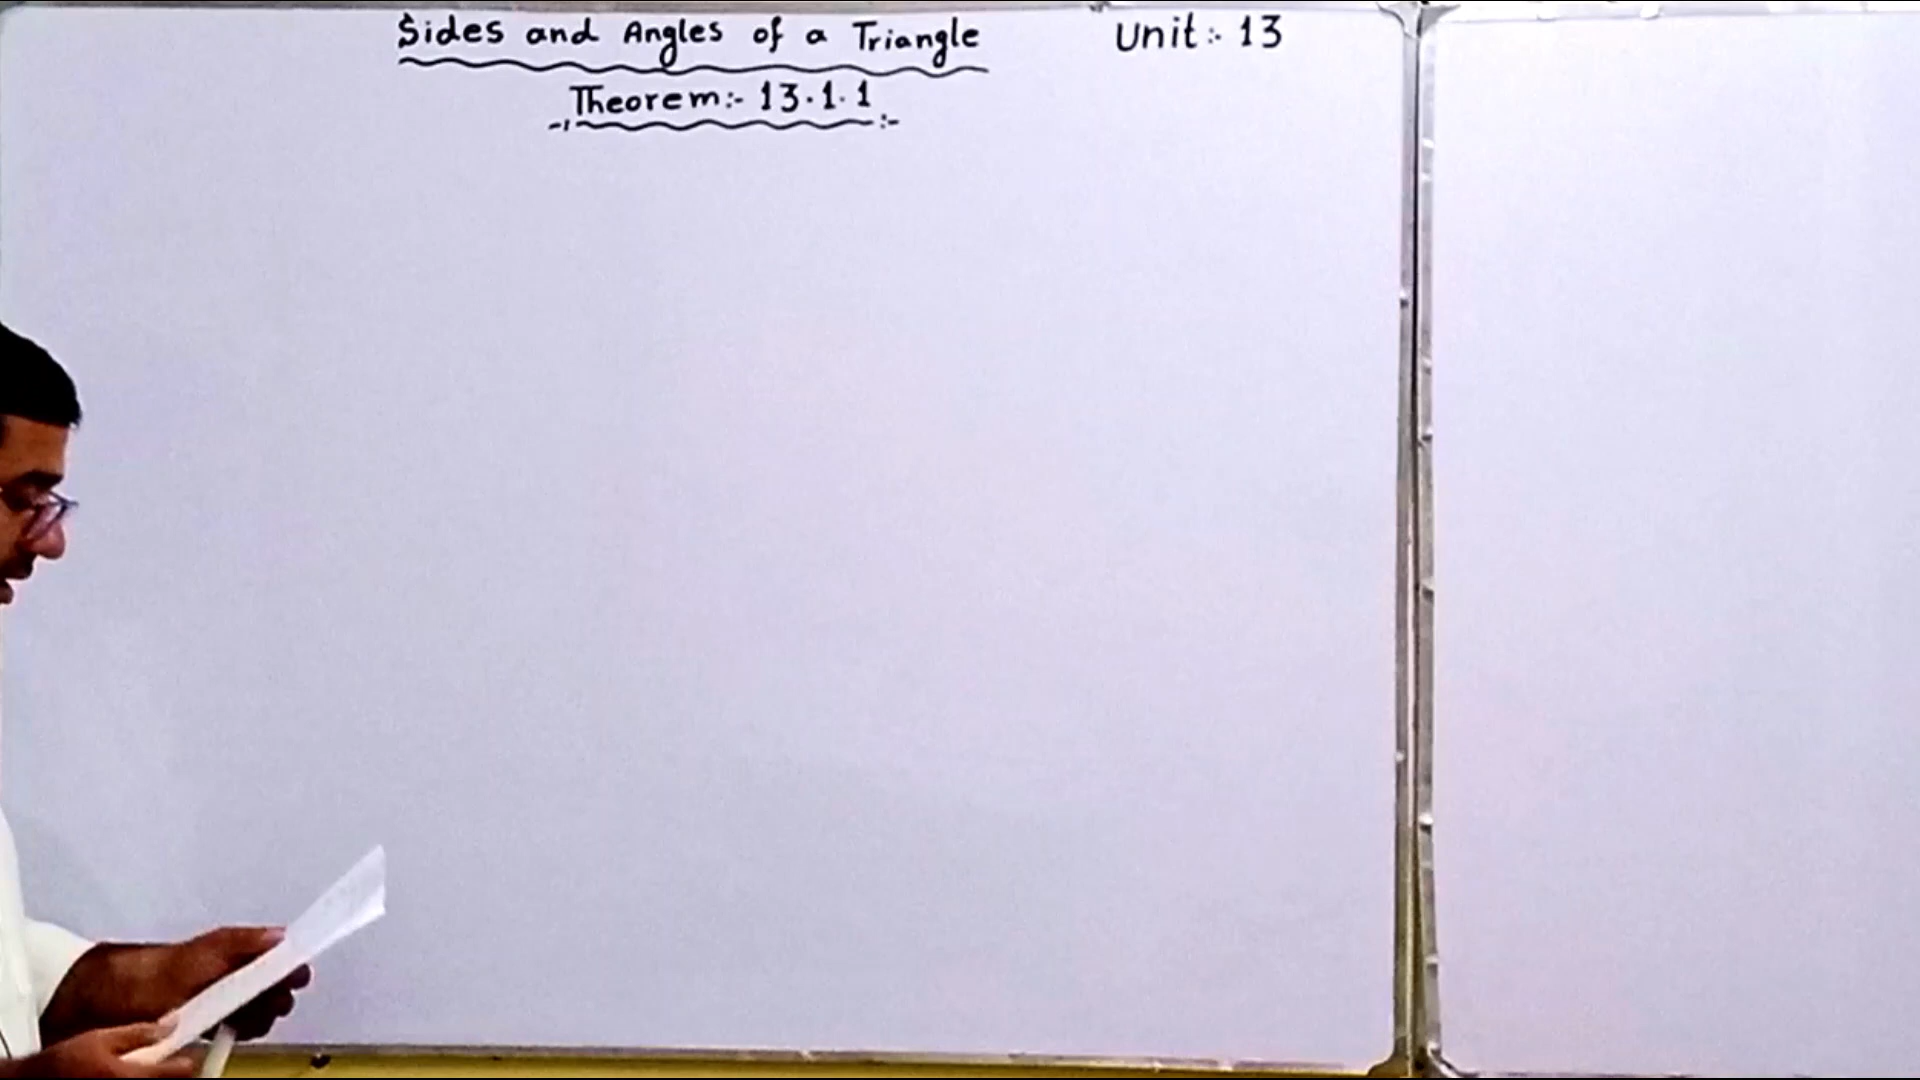 Sides and Angles of a Triangle Unit:- 13
Theorem:- 13.1.1